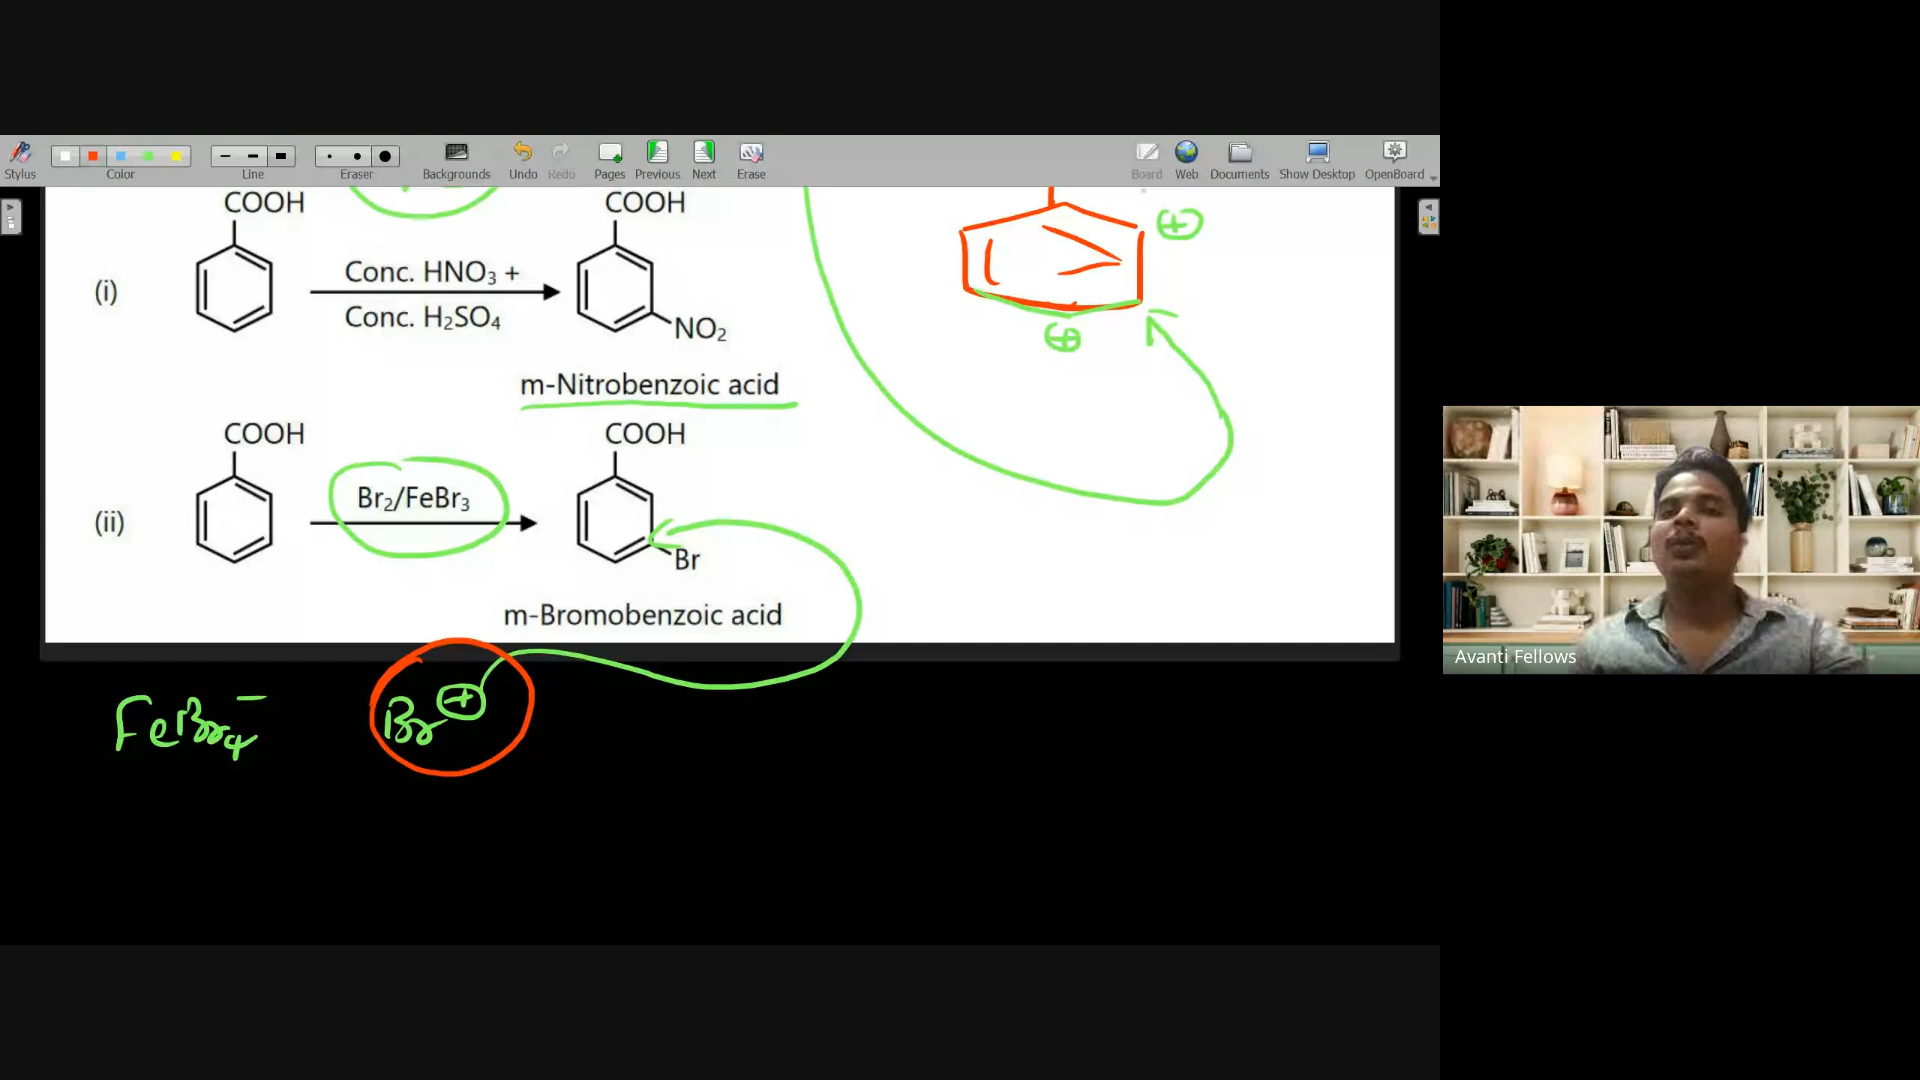 Stylus
Color
Line
Eraser
Backgrounds
Undo
Redo
Pages
Previous
Next
Erase
Board
Web
Documents
Show Desktop
OpenBoard
COOH
COOH
(i)
Conc. HNO₃ +
Conc. H₂SO₄
NO₂
m-Nitrobenzoic acid
COOH
COOH
(ii)
Br₂/FeBr₃
Br
m-Bromobenzoic acid
FeBr₄⁻
Br⊕
⊕
⊕
Avanti Fellows